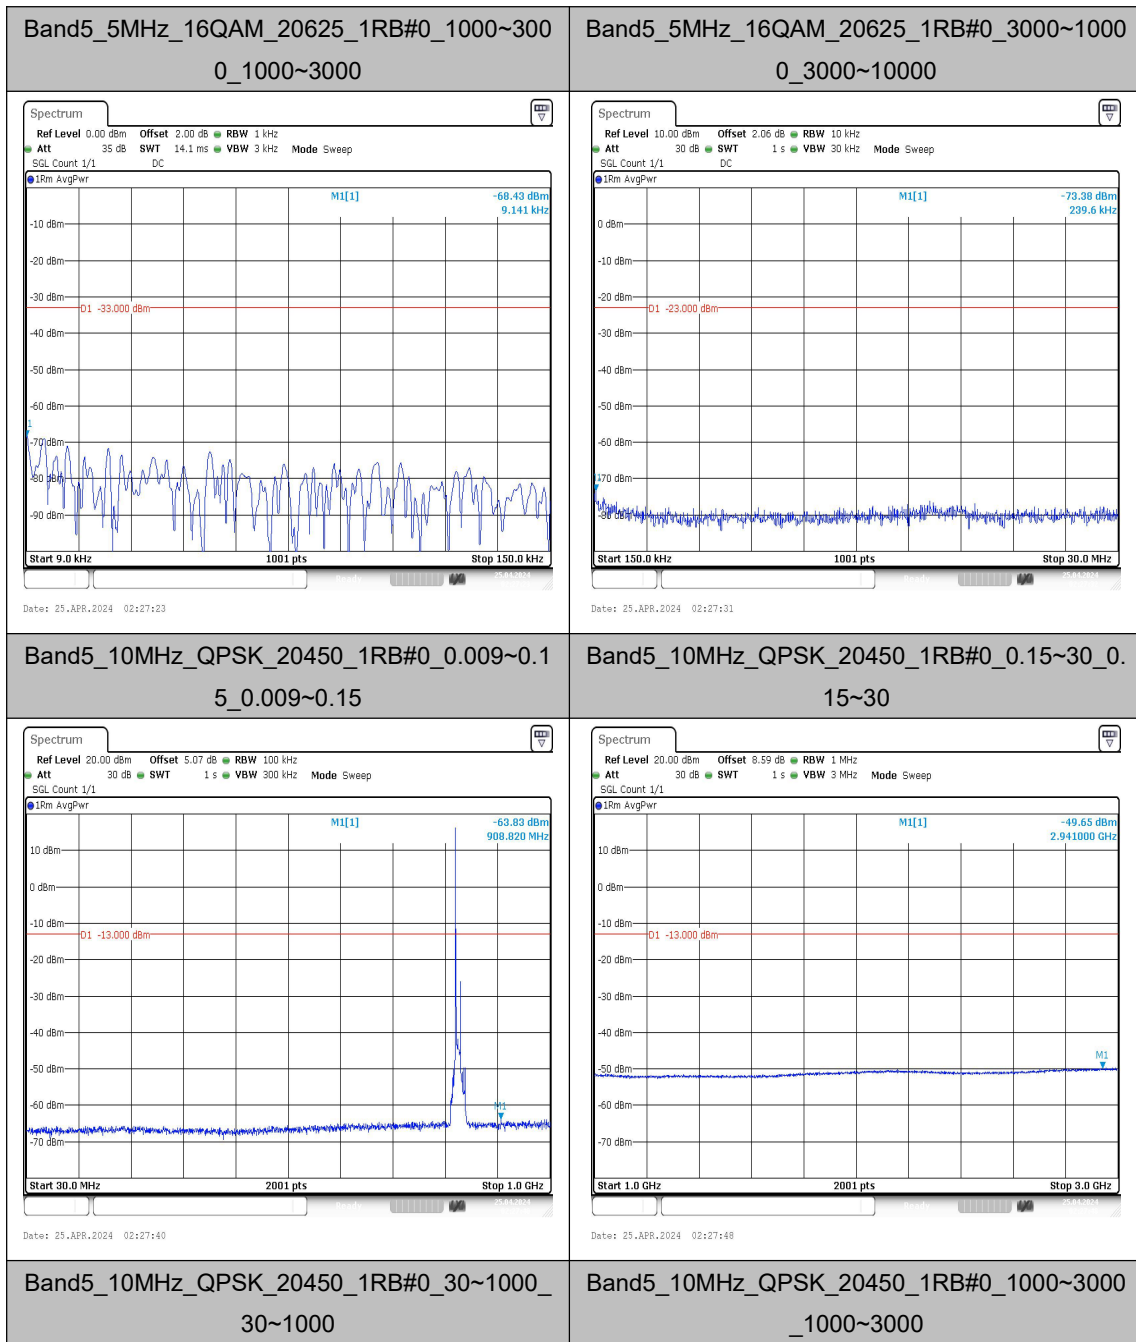 Band5_5MHz_16QAM_20625_1RB#0_1000~300
0_1000~3000
Band5_5MHz_16QAM_20625_1RB#0_3000~1000
0_3000~10000
Spectrum
Ref Level 0.00 dBm Offset 2.00 dB RBW 1 kHz
Att 35 dB SWT 14.1 ms VBW 3 kHz Mode Sweep
SGL Count 1/1 DC
1Rm AvgPwr
M1[1] -68.43 dBm
9.141 kHz
-10 dBm
-20 dBm
-30 dBm
D1 -33.000 dBm
-40 dBm
-50 dBm
-60 dBm
-70 dBm
-80 dBm
-90 dBm
Start 9.0 kHz 1001 pts Stop 150.0 kHz
Ready 25.04.2024
Date: 25.APR.2024 02:27:23
Spectrum
Ref Level 10.00 dBm Offset 2.06 dB RBW 10 kHz
Att 30 dB SWT 1 s VBW 30 kHz Mode Sweep
SGL Count 1/1 DC
1Rm AvgPwr
M1[1] -73.38 dBm
239.6 kHz
0 dBm
-10 dBm
-20 dBm
D1 -23.000 dBm
-30 dBm
-40 dBm
-50 dBm
-60 dBm
-70 dBm
-80 dBm
Start 150.0 kHz 1001 pts Stop 30.0 MHz
Ready 25.04.2024
Date: 25.APR.2024 02:27:31
Band5_10MHz_QPSK_20450_1RB#0_0.009~0.1
5_0.009~0.15
Band5_10MHz_QPSK_20450_1RB#0_0.15~30_0.
15~30
Spectrum
Ref Level 20.00 dBm Offset 5.07 dB RBW 100 kHz
Att 30 dB SWT 1 s VBW 300 kHz Mode Sweep
SGL Count 1/1
1Rm AvgPwr
M1[1] -63.83 dBm
908.820 MHz
10 dBm
0 dBm
-10 dBm
D1 -13.000 dBm
-20 dBm
-30 dBm
-40 dBm
-50 dBm
-60 dBm
M1
-70 dBm
Start 30.0 MHz 2001 pts Stop 1.0 GHz
Ready 25.04.2024
Date: 25.APR.2024 02:27:40
Spectrum
Ref Level 20.00 dBm Offset 8.59 dB RBW 1 MHz
Att 30 dB SWT 1 s VBW 3 MHz Mode Sweep
SGL Count 1/1
1Rm AvgPwr
M1[1] -49.65 dBm
2.941000 GHz
10 dBm
0 dBm
-10 dBm
D1 -13.000 dBm
-20 dBm
-30 dBm
-40 dBm
M1
-50 dBm
-60 dBm
-70 dBm
Start 1.0 GHz 2001 pts Stop 3.0 GHz
Ready 25.04.2024
Date: 25.APR.2024 02:27:48
Band5_10MHz_QPSK_20450_1RB#0_30~1000_
30~1000
Band5_10MHz_QPSK_20450_1RB#0_1000~3000
_1000~3000